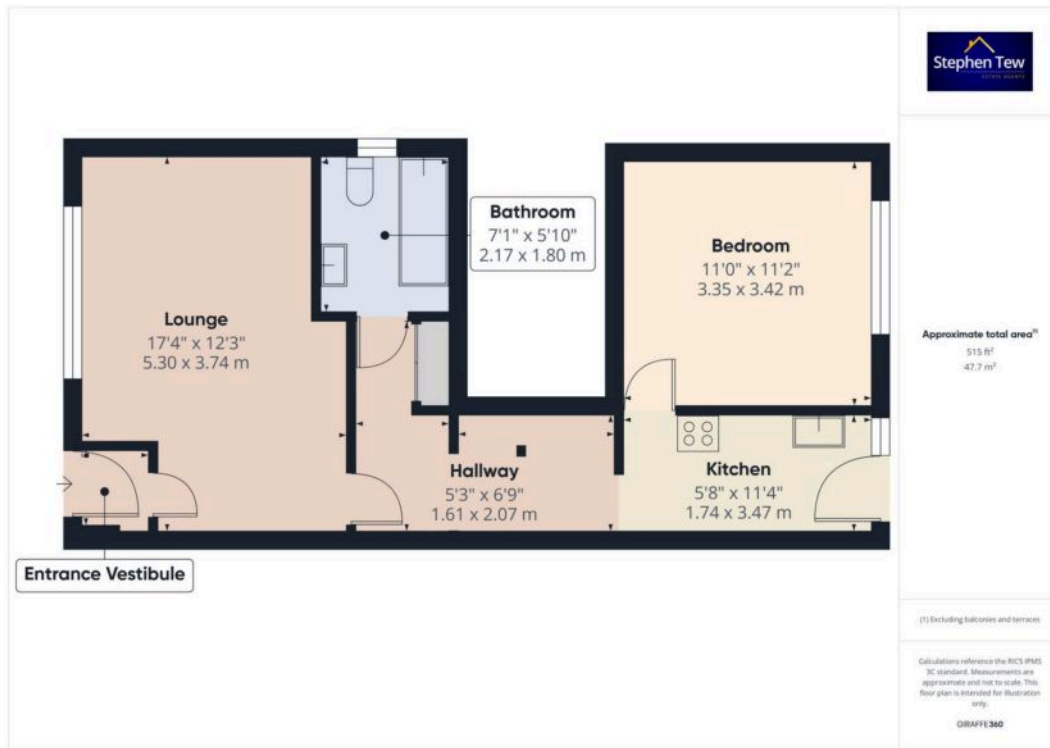 Stephen Tew
ESTATE AGENTS
Bathroom
7'1" x 5'10"
2.17 x 1.80 m
Bedroom
11'0" x 11'2"
3.35 x 3.42 m
Lounge
17'4" x 12'3"
5.30 x 3.74 m
Hallway
5'3" x 6'9"
1.61 x 2.07 m
Kitchen
5'8" x 11'4"
1.74 x 3.47 m
Entrance Vestibule
Approximate total area⁽¹⁾
515 ft²
47.7 m²
(1) Excluding balconies and terraces
Calculations reference the RICS IPMS
3C standard. Measurements are
approximate and not to scale. This
floor plan is intended for illustration
only.
GIRAFFE360